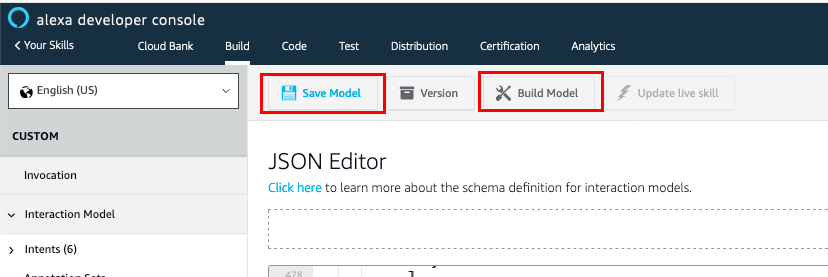 alexa developer console
Your Skills Cloud Bank Build Code Test Distribution Certification Analytics
English (US) Save Model Version Build Model Update live skill
CUSTOM
JSON Editor
Invocation
Click here to learn more about the schema definition for interaction models.
Interaction Model
Intents (6)
478 ]